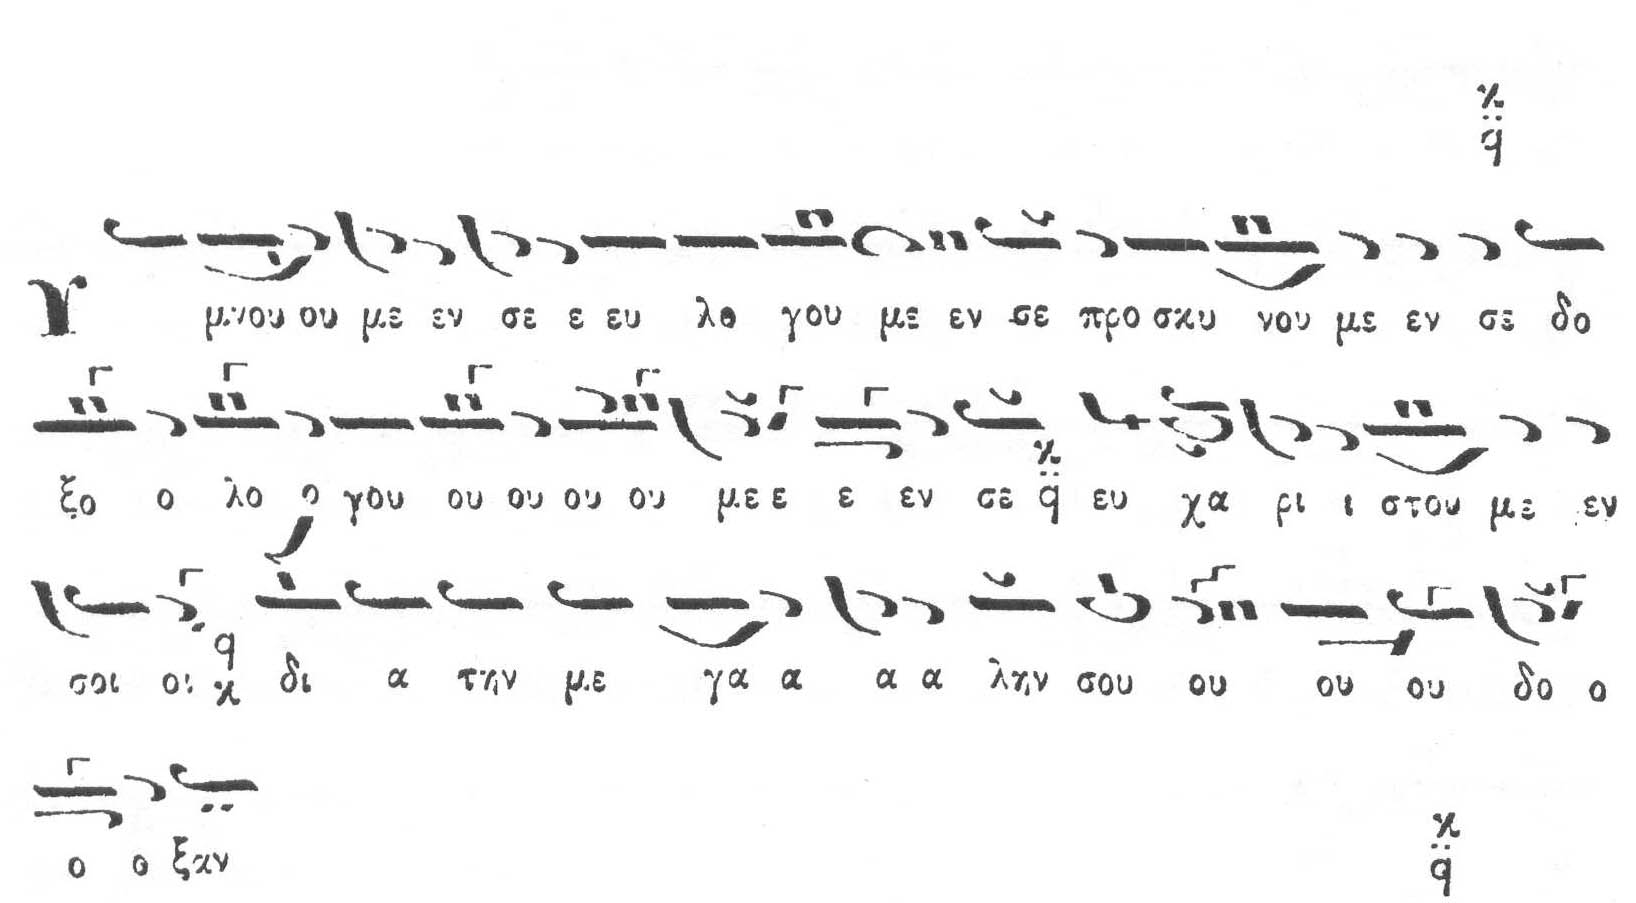 Υ μνου ου με εν σε ε ευ λο γου με εν σε προ σκυ νου με εν σε δο
ξο ο λο ο γου ου ου ου ου με ε ε εν σε ευ χα ρι ι στου με εν
σοι οι δι α την με γα α α α λην σου ου ου ου δο ο
ο ο ξαν